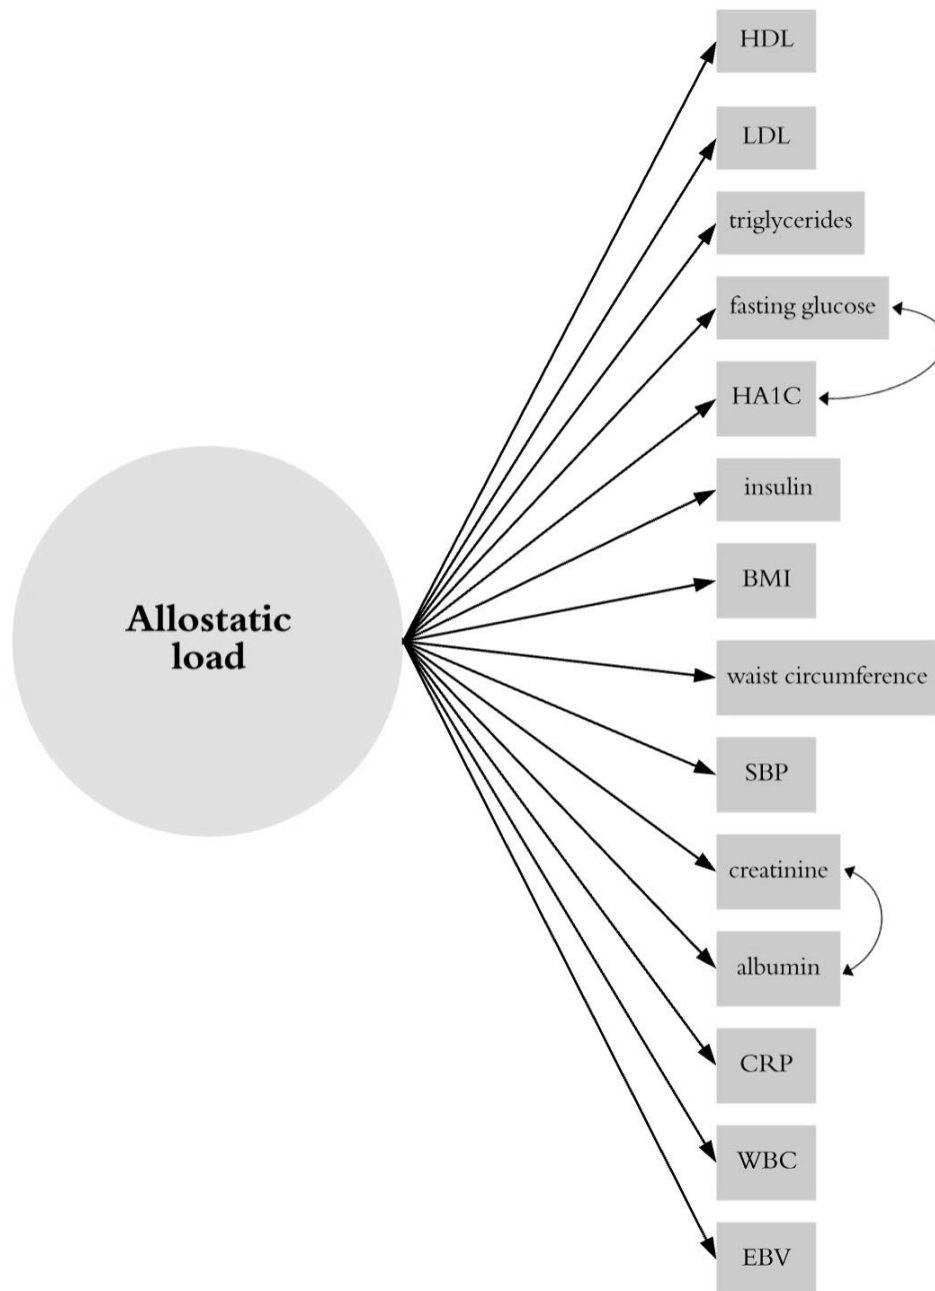 HDL
LDL
triglycerides
fasting glucose
HA1C
insulin
BMI
Allostatic
load
waist circumference
SBP
creatinine
albumin
CRP
WBC
EBV